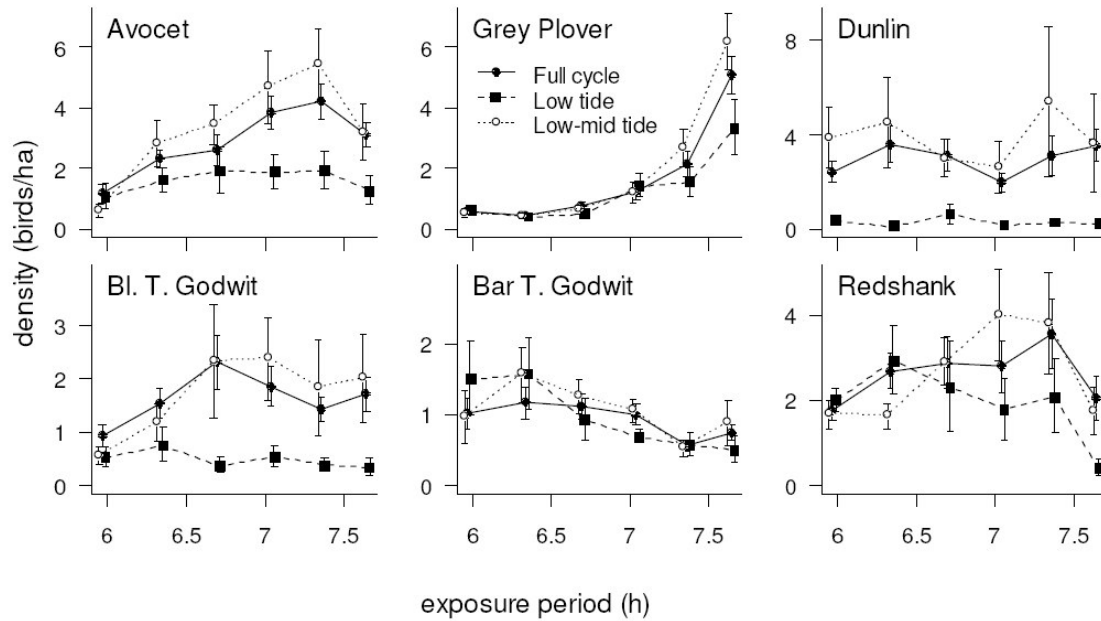 Avocet
Grey Plover
Dunlin
Full cycle
Low tide
Low-mid tide
6
4
2
0
6
4
2
0
8
4
0
density (birds/ha)
Bl. T. Godwit
Bar T. Godwit
Redshank
3
2
1
0
2
1
0
4
2
0
6 6.5 7 7.5
6 6.5 7 7.5
6 6.5 7 7.5
exposure period (h)